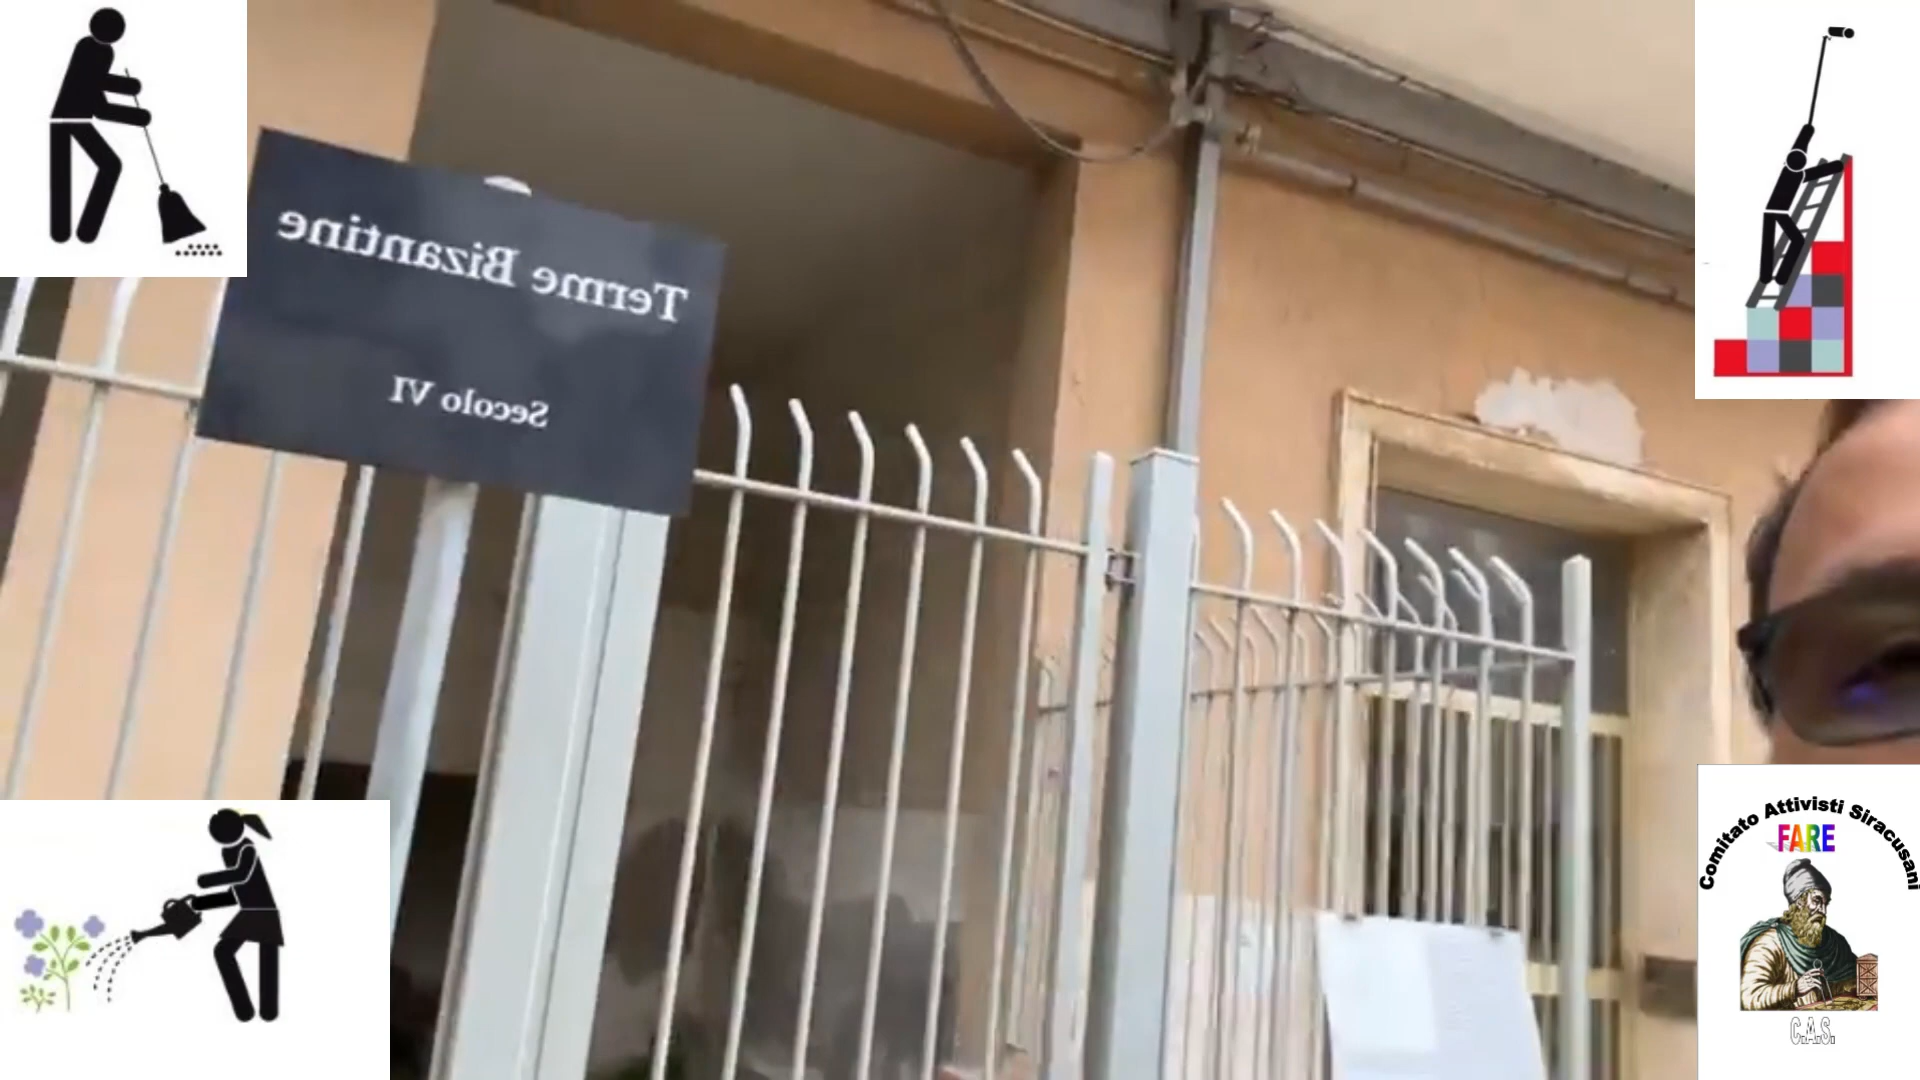 Terme Bizantine
Secolo VI
Comitato Attivisti Siracusani
FARE
C.A.S.